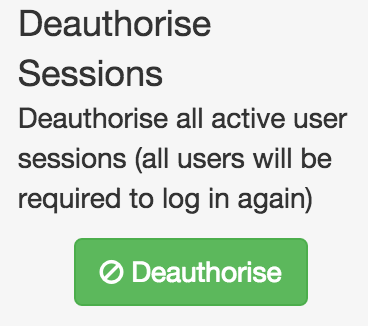 Deauthorise
Sessions
Deauthorise all active user
sessions (all users will be
required to log in again)
Deauthorise